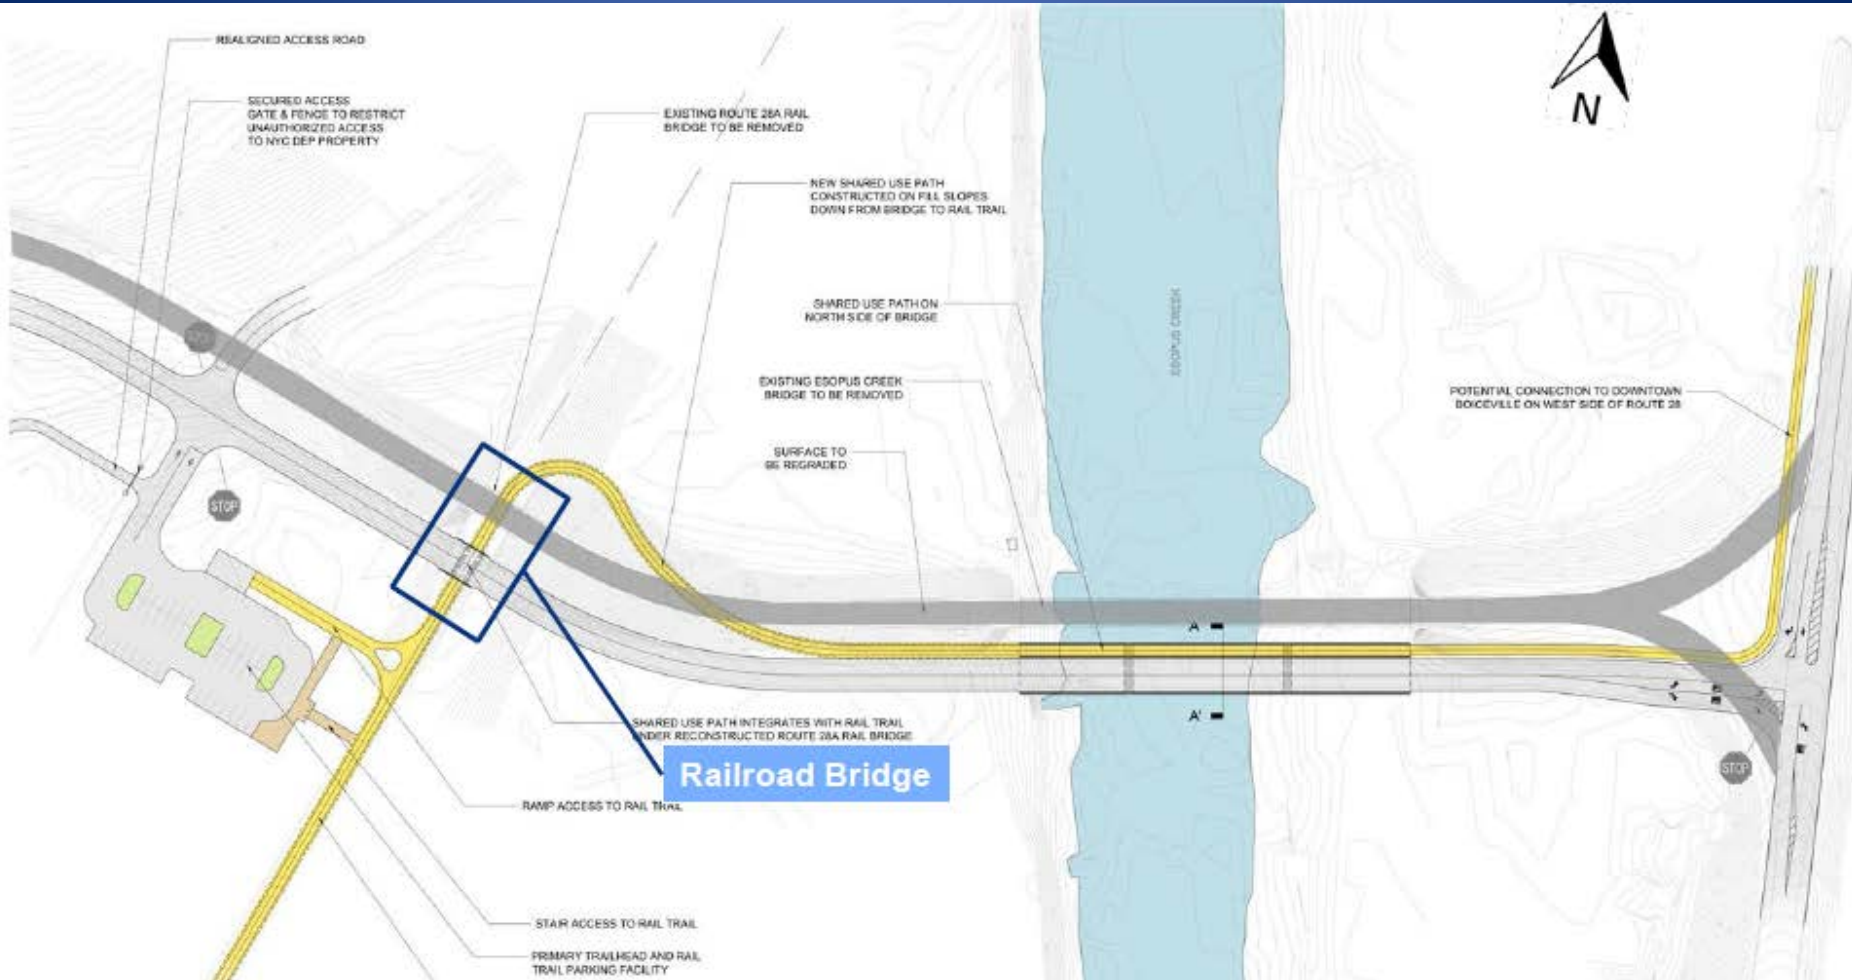 REALIGNED ACCESS ROAD
SECURED ACCESS
GATE & FENCE TO RESTRICT
UNAUTHORIZED ACCESS
TO NYC DEP PROPERTY
EXISTING ROUTE 28A RAIL
BRIDGE TO BE REMOVED
NEW SHARED USE PATH
CONSTRUCTED ON FILL SLOPES
DOWN FROM BRIDGE TO RAIL TRAIL
N
SHARED USE PATH ON
NORTH SIDE OF BRIDGE
ESOPUS CREEK
STOP
EXISTING ESOPUS CREEK
BRIDGE TO BE REMOVED
POTENTIAL CONNECTION TO DOWNTOWN
BOICEVILLE ON WEST SIDE OF ROUTE 28
SURFACE TO
BE REGRADED
STOP
A
A'
SHARED USE PATH INTEGRATES WITH RAIL TRAIL
UNDER RECONSTRUCTED ROUTE 28A RAIL BRIDGE
Railroad Bridge
STOP
RAMP ACCESS TO RAIL TRAIL
STAIR ACCESS TO RAIL TRAIL
PRIMARY TRAILHEAD AND RAIL
TRAIL PARKING FACILITY